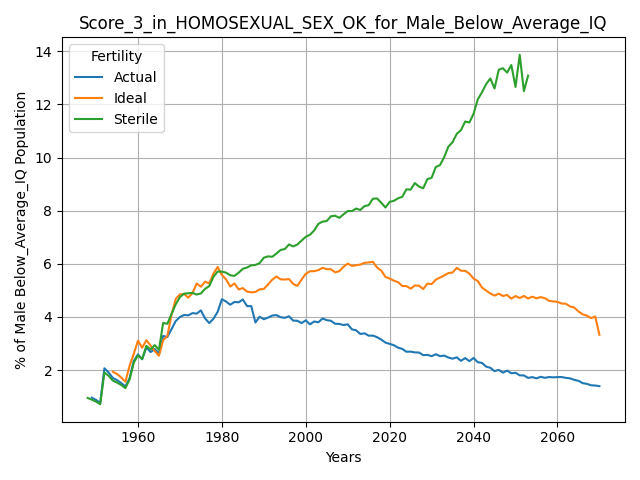 Score_3_in_HOMOSEXUAL_SEX_OK_for_Male_Below_Average_IQ
Fertility
Actual
Ideal
Sterile
% of Male Below_Average_IQ Population
14
12
10
8
6
4
2
1960
1980
2000
2020
2040
2060
Years